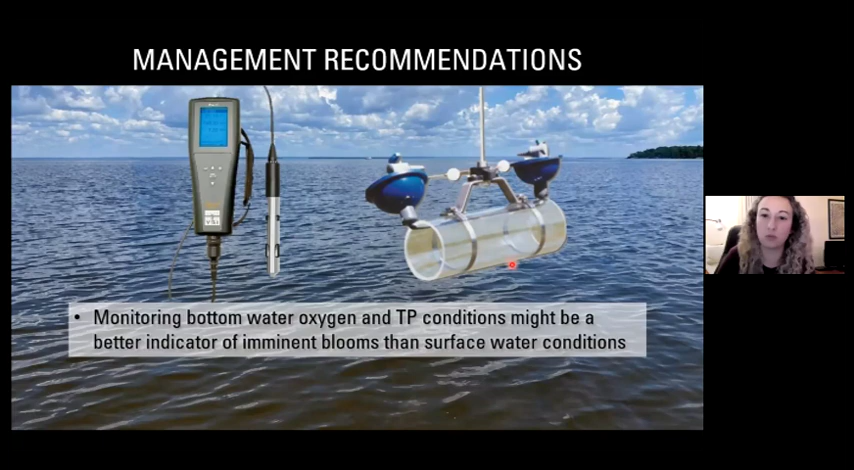 MANAGEMENT RECOMMENDATIONS
• Monitoring bottom water oxygen and TP conditions might be a
better indicator of imminent blooms than surface water conditions